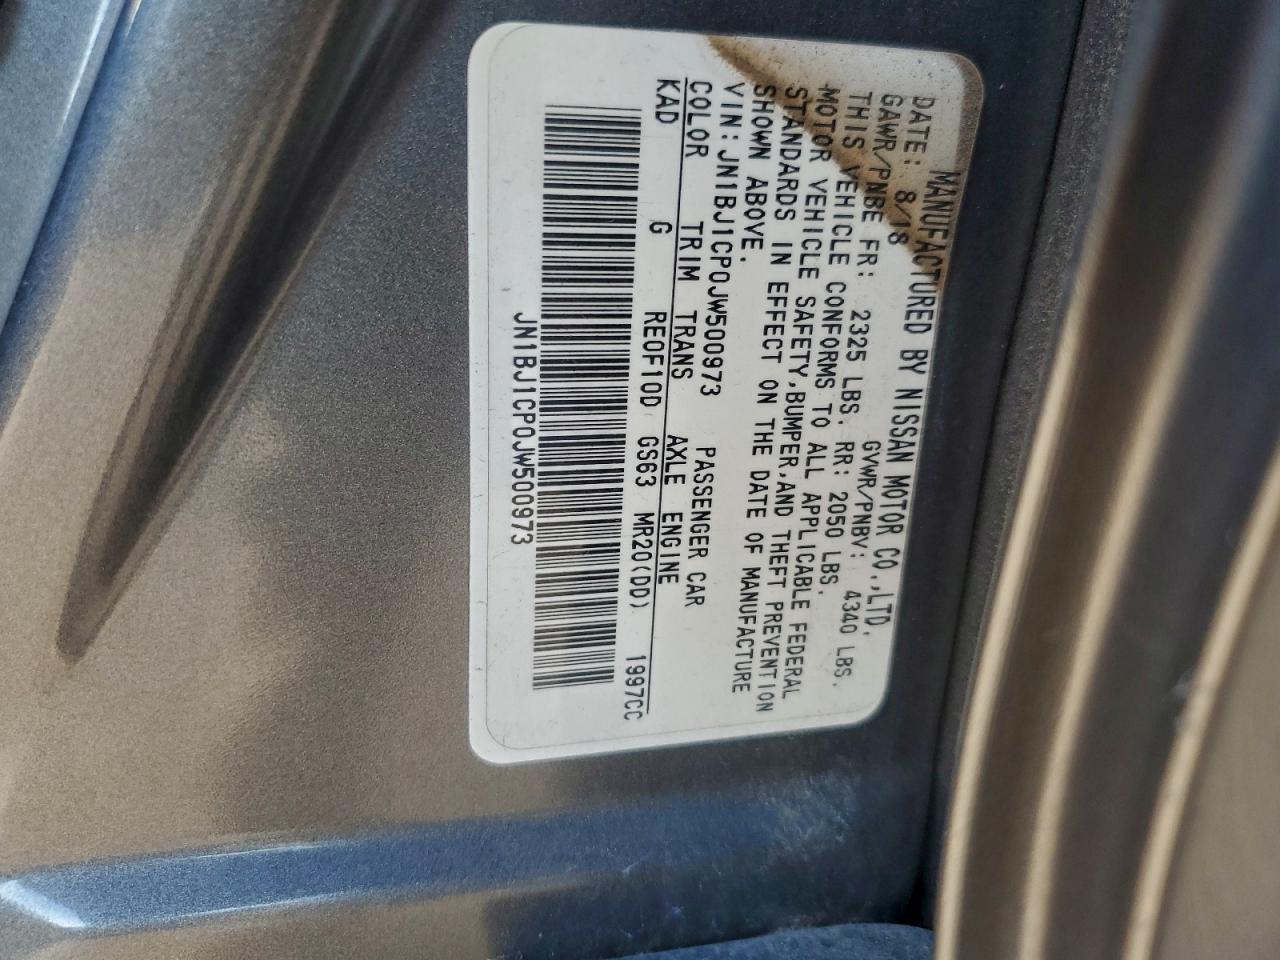 MANUFACTURED BY NISSAN MOTOR CO.,LTD.
DATE: 8/18 GVWR/PNBV: 4340 LBS.
GAWR/PNBE FR: 2325 LBS. RR: 2050 LBS.
THIS VEHICLE CONFORMS TO ALL APPLICABLE FEDERAL
MOTOR VEHICLE SAFETY,BUMPER,AND THEFT PREVENTION
STANDARDS IN EFFECT ON THE DATE OF MANUFACTURE
SHOWN ABOVE.
VIN: JN1BJ1CP0JW500973 PASSENGER CAR
COLOR TRIM TRANS AXLE ENGINE
KAD G RE0F10D GS63 MR20(DD) 1997CC
JN1BJ1CP0JW500973